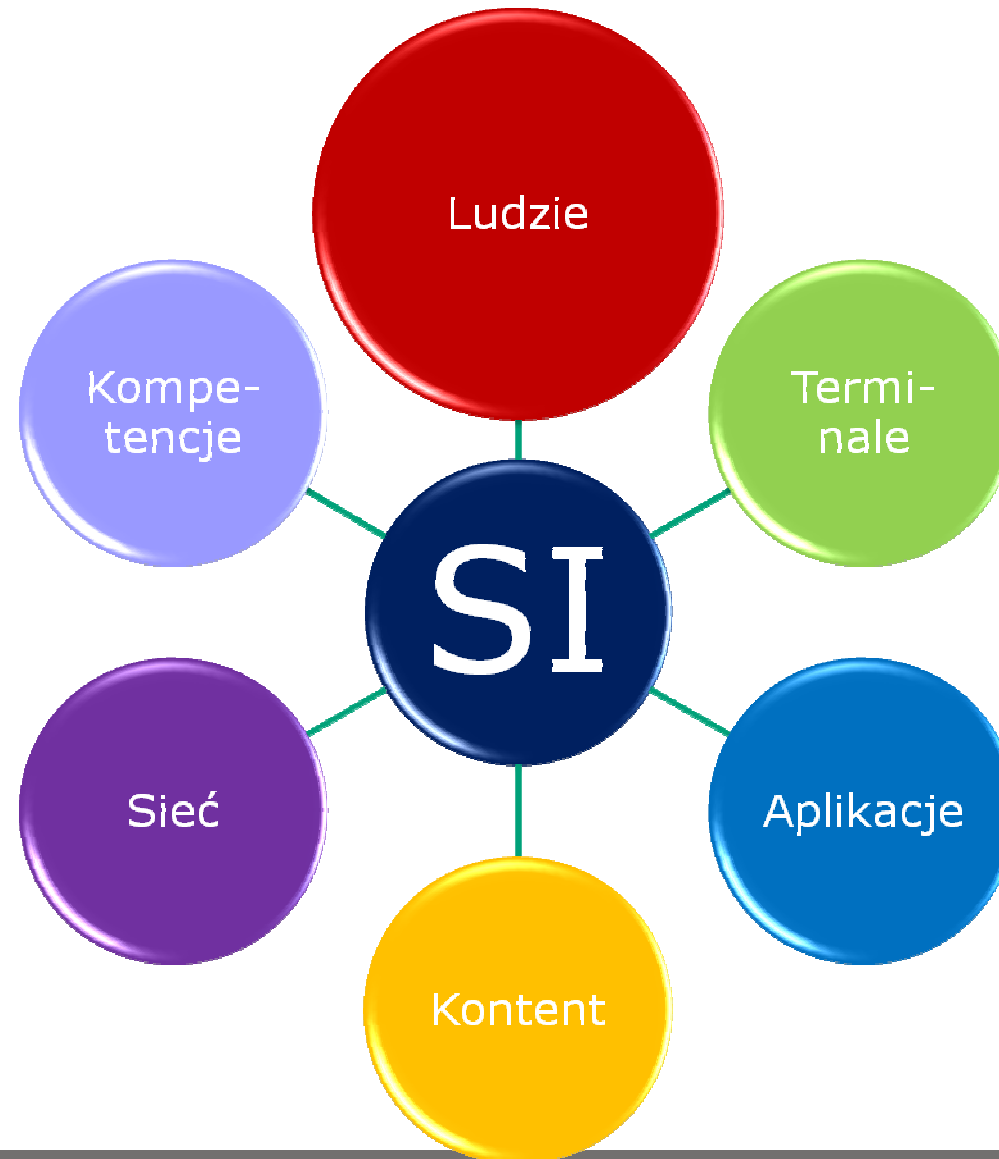 Ludzie
Kompe-
tencje
Termi-
nale
SI
Sieć
Aplikacje
Kontent